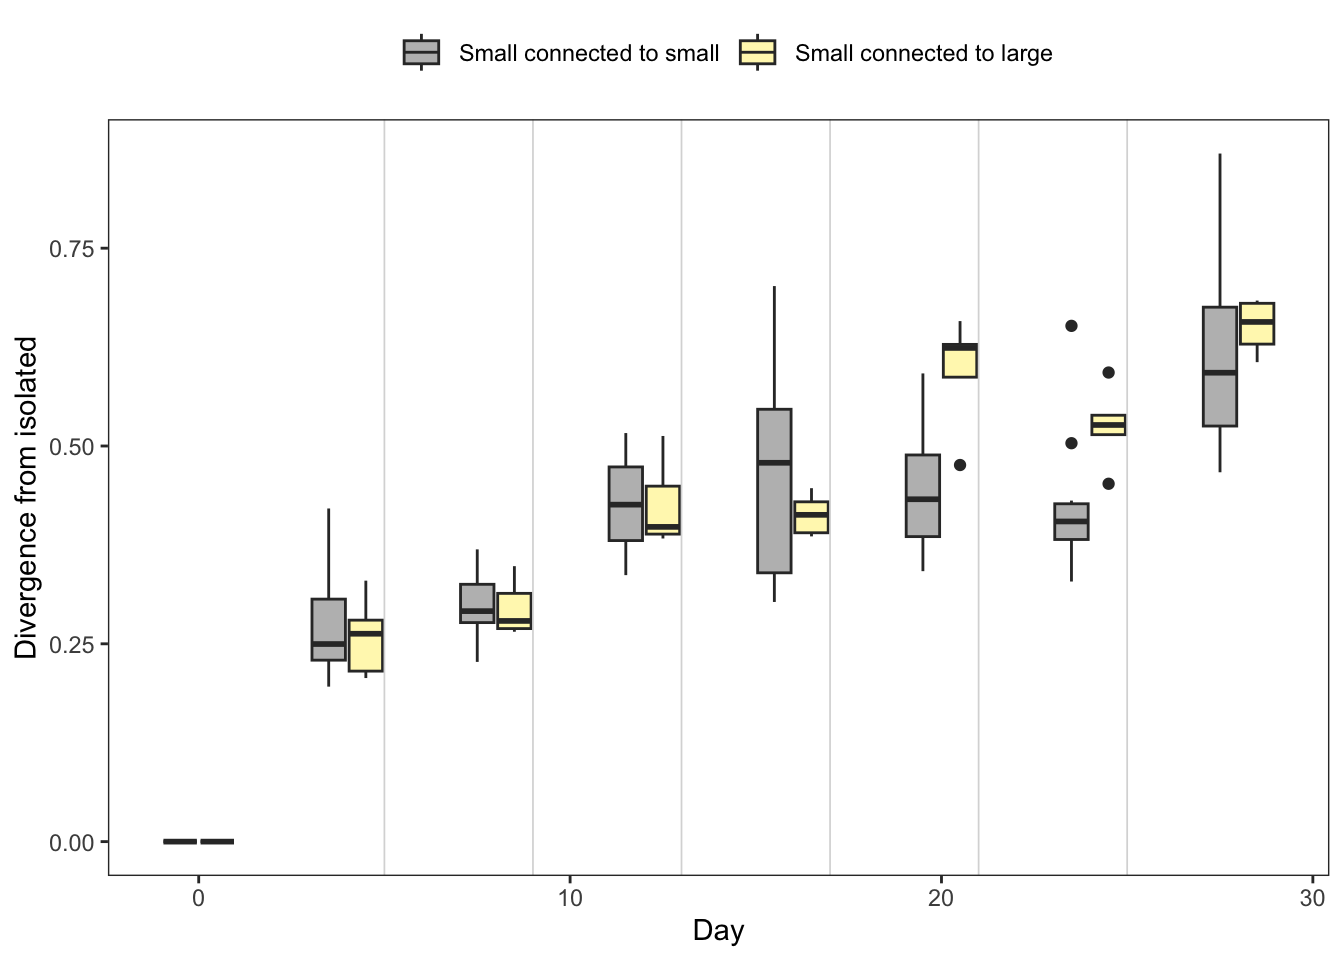 Small connected to small Small connected to large
0.75
0.50
0.25
0.00
Divergence from isolated
0 10 20 30
Day